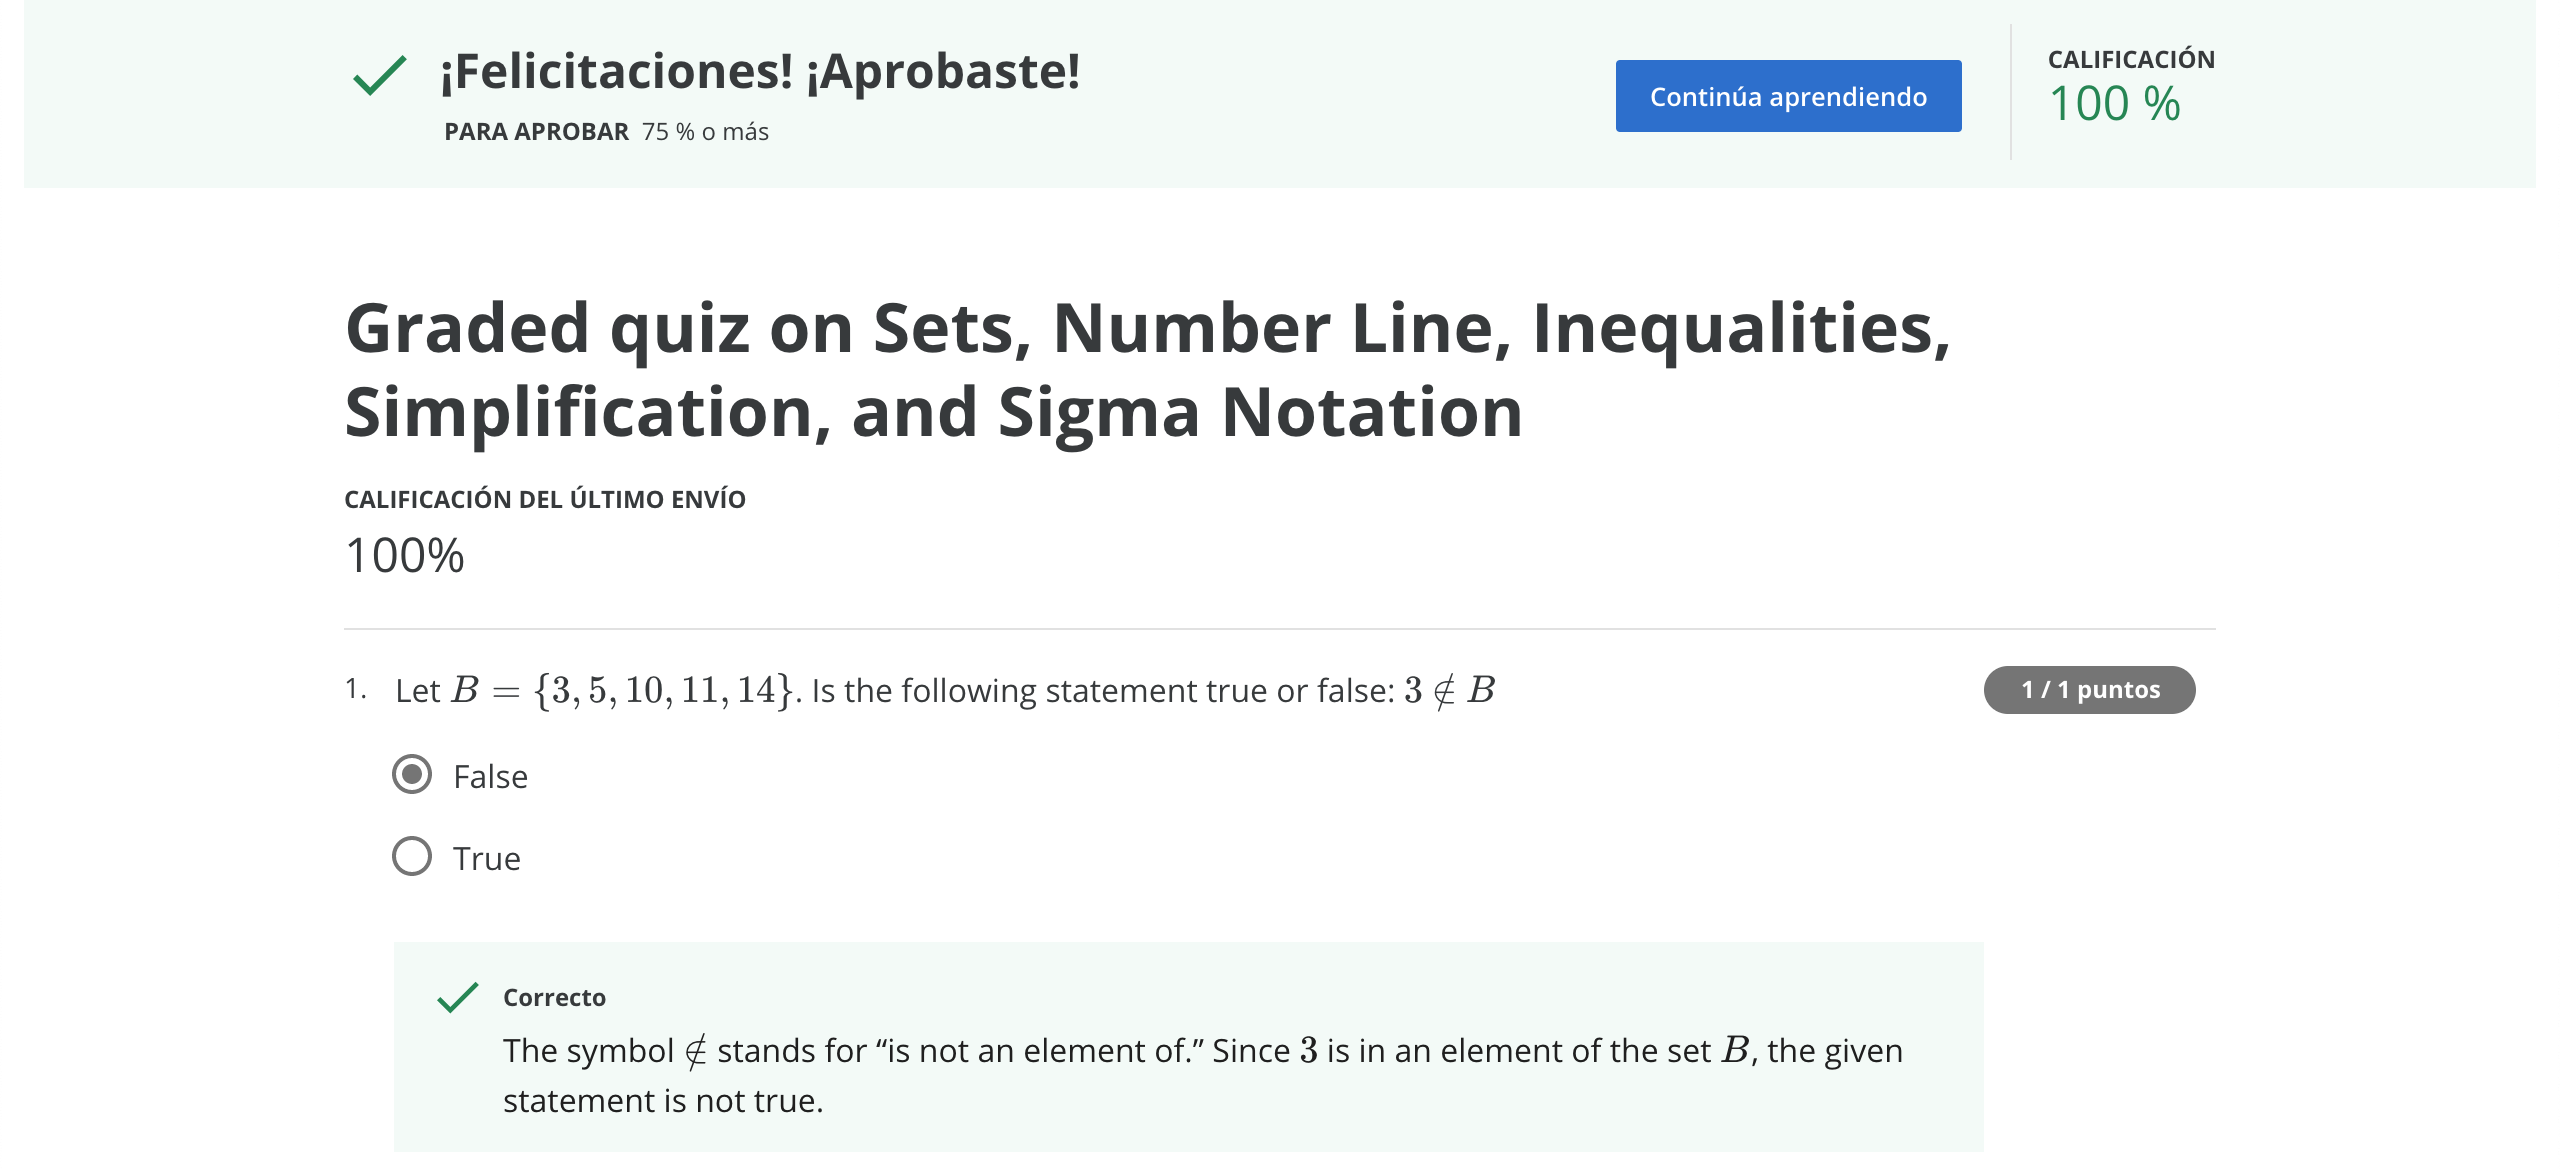 ¡Felicitaciones! ¡Aprobaste!
PARA APROBAR 75 % o más
Continúa aprendiendo
CALIFICACIÓN
100 %
Graded quiz on Sets, Number Line, Inequalities,
Simplification, and Sigma Notation
CALIFICACIÓN DEL ÚLTIMO ENVÍO
100%
1. Let B = {3, 5, 10, 11, 14}. Is the following statement true or false: 3 ∉ B
1 / 1 puntos
False
True
Correcto
The symbol ∉ stands for “is not an element of.” Since 3 is in an element of the set B, the given
statement is not true.